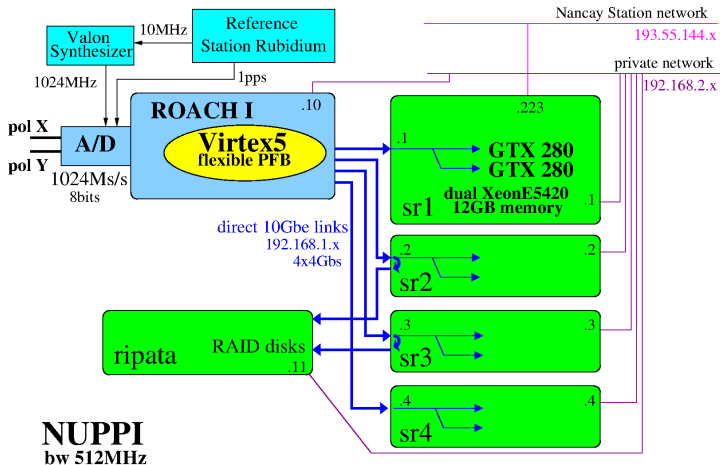 Valon
Synthesizer
10MHz
Reference
Station Rubidium
Nancay Station network
193.55.144.x
private network
192.168.2.x
1024MHz
1pps
pol X
pol Y
A/D
1024Ms/s
8bits
ROACH I
.10
Virtex5
flexible PFB
.223
.1
GTX 280
GTX 280
dual XeonE5420
12GB memory
sr1
.1
direct 10Gbe links
192.168.1.x
4x4Gbs
.2
sr2
.2
ripata
RAID disks
.11
.3
sr3
.3
.4
sr4
.4
NUPPI
bw 512MHz